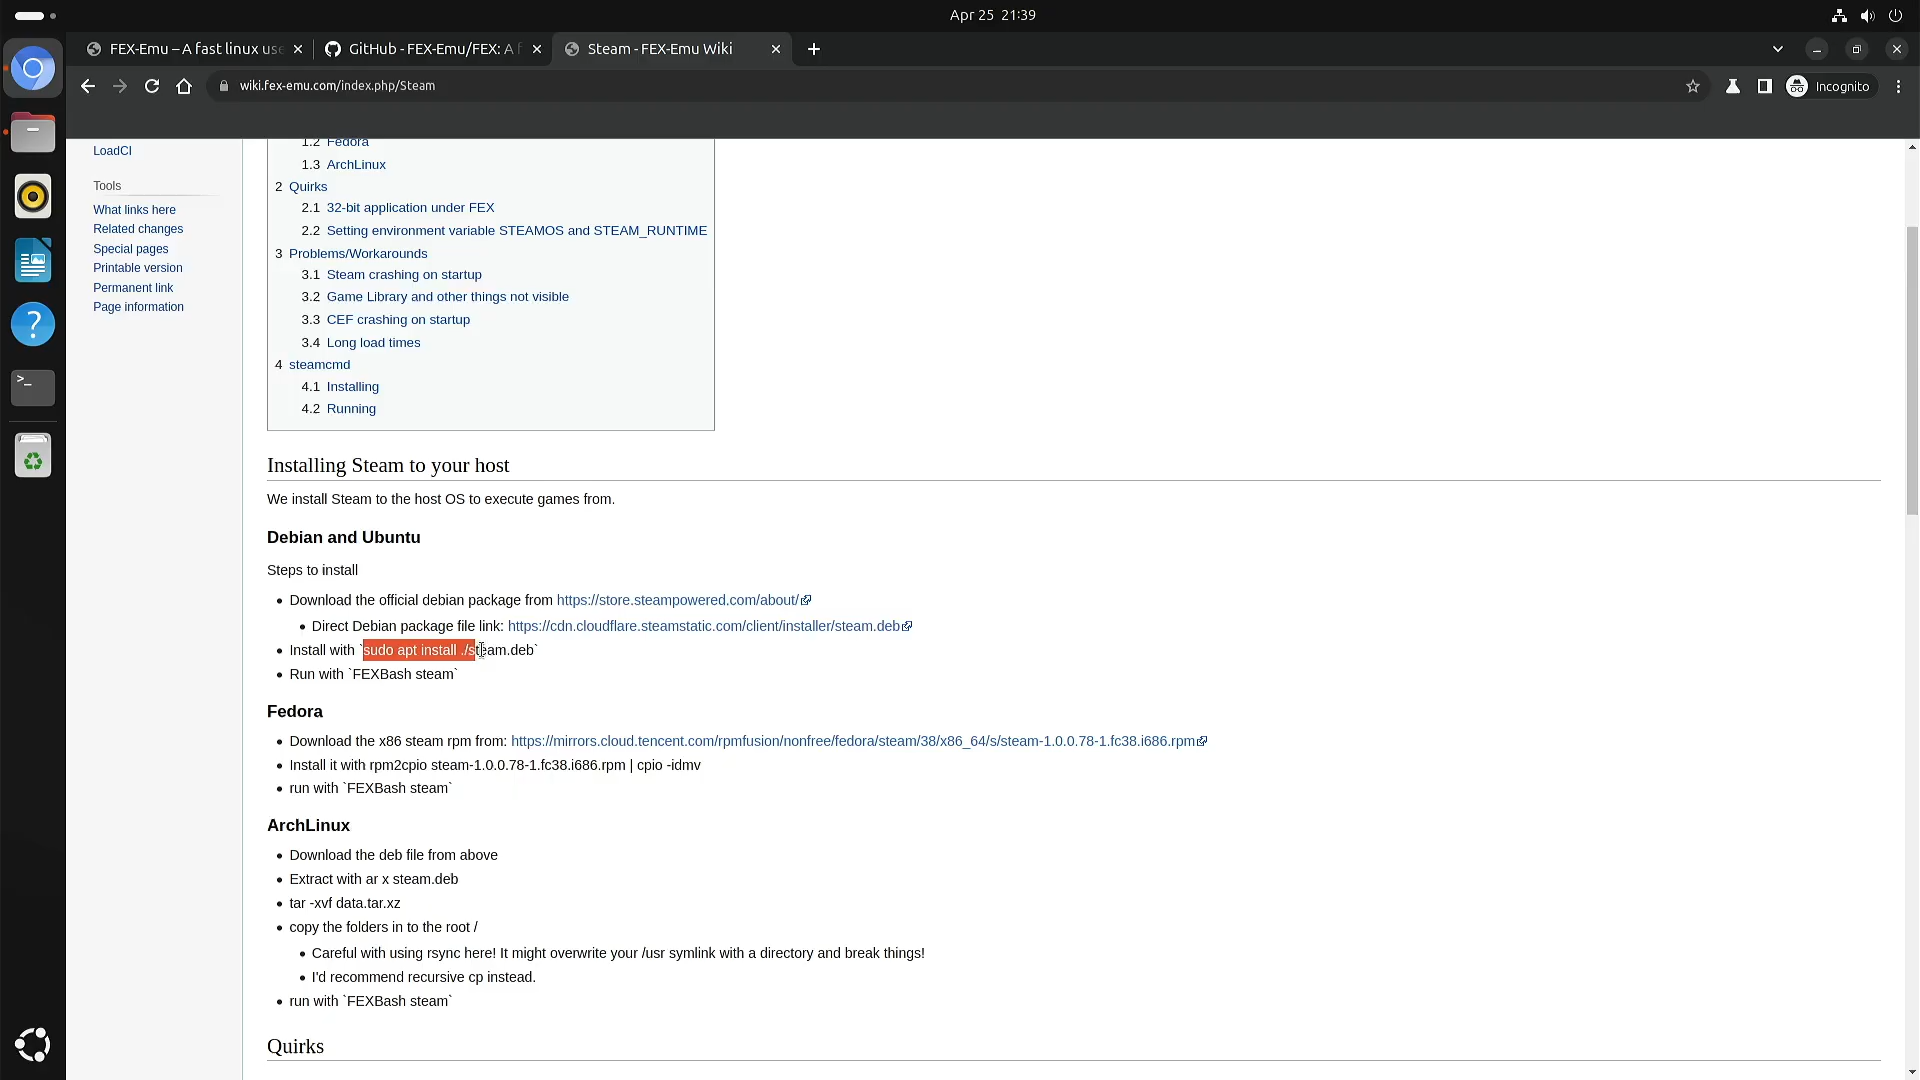 Apr 25 21:39
FEX-Emu – A fast linux use
GitHub - FEX-Emu/FEX: A f
Steam - FEX-Emu Wiki
wiki.fex-emu.com/index.php/Steam
Incognito
LoadCI
Tools
What links here
Related changes
Special pages
Printable version
Permanent link
Page information
1.2 Fedora
1.3 ArchLinux
2 Quirks
2.1 32-bit application under FEX
2.2 Setting environment variable STEAMOS and STEAM_RUNTIME
3 Problems/Workarounds
3.1 Steam crashing on startup
3.2 Game Library and other things not visible
3.3 CEF crashing on startup
3.4 Long load times
4 steamcmd
4.1 Installing
4.2 Running
Installing Steam to your host
We install Steam to the host OS to execute games from.
Debian and Ubuntu
Steps to install
Download the official debian package from https://store.steampowered.com/about/
Direct Debian package file link: https://cdn.cloudflare.steamstatic.com/client/installer/steam.deb
Install with `sudo apt install ./steam.deb`
Run with `FEXBash steam`
Fedora
Download the x86 steam rpm from: https://mirrors.cloud.tencent.com/rpmfusion/nonfree/fedora/steam/38/x86_64/s/steam-1.0.0.78-1.fc38.i686.rpm
Install it with rpm2cpio steam-1.0.0.78-1.fc38.i686.rpm | cpio -idmv
run with `FEXBash steam`
ArchLinux
Download the deb file from above
Extract with ar x steam.deb
tar -xvf data.tar.xz
copy the folders in to the root /
Careful with using rsync here! It might overwrite your /usr symlink with a directory and break things!
I'd recommend recursive cp instead.
run with `FEXBash steam`
Quirks